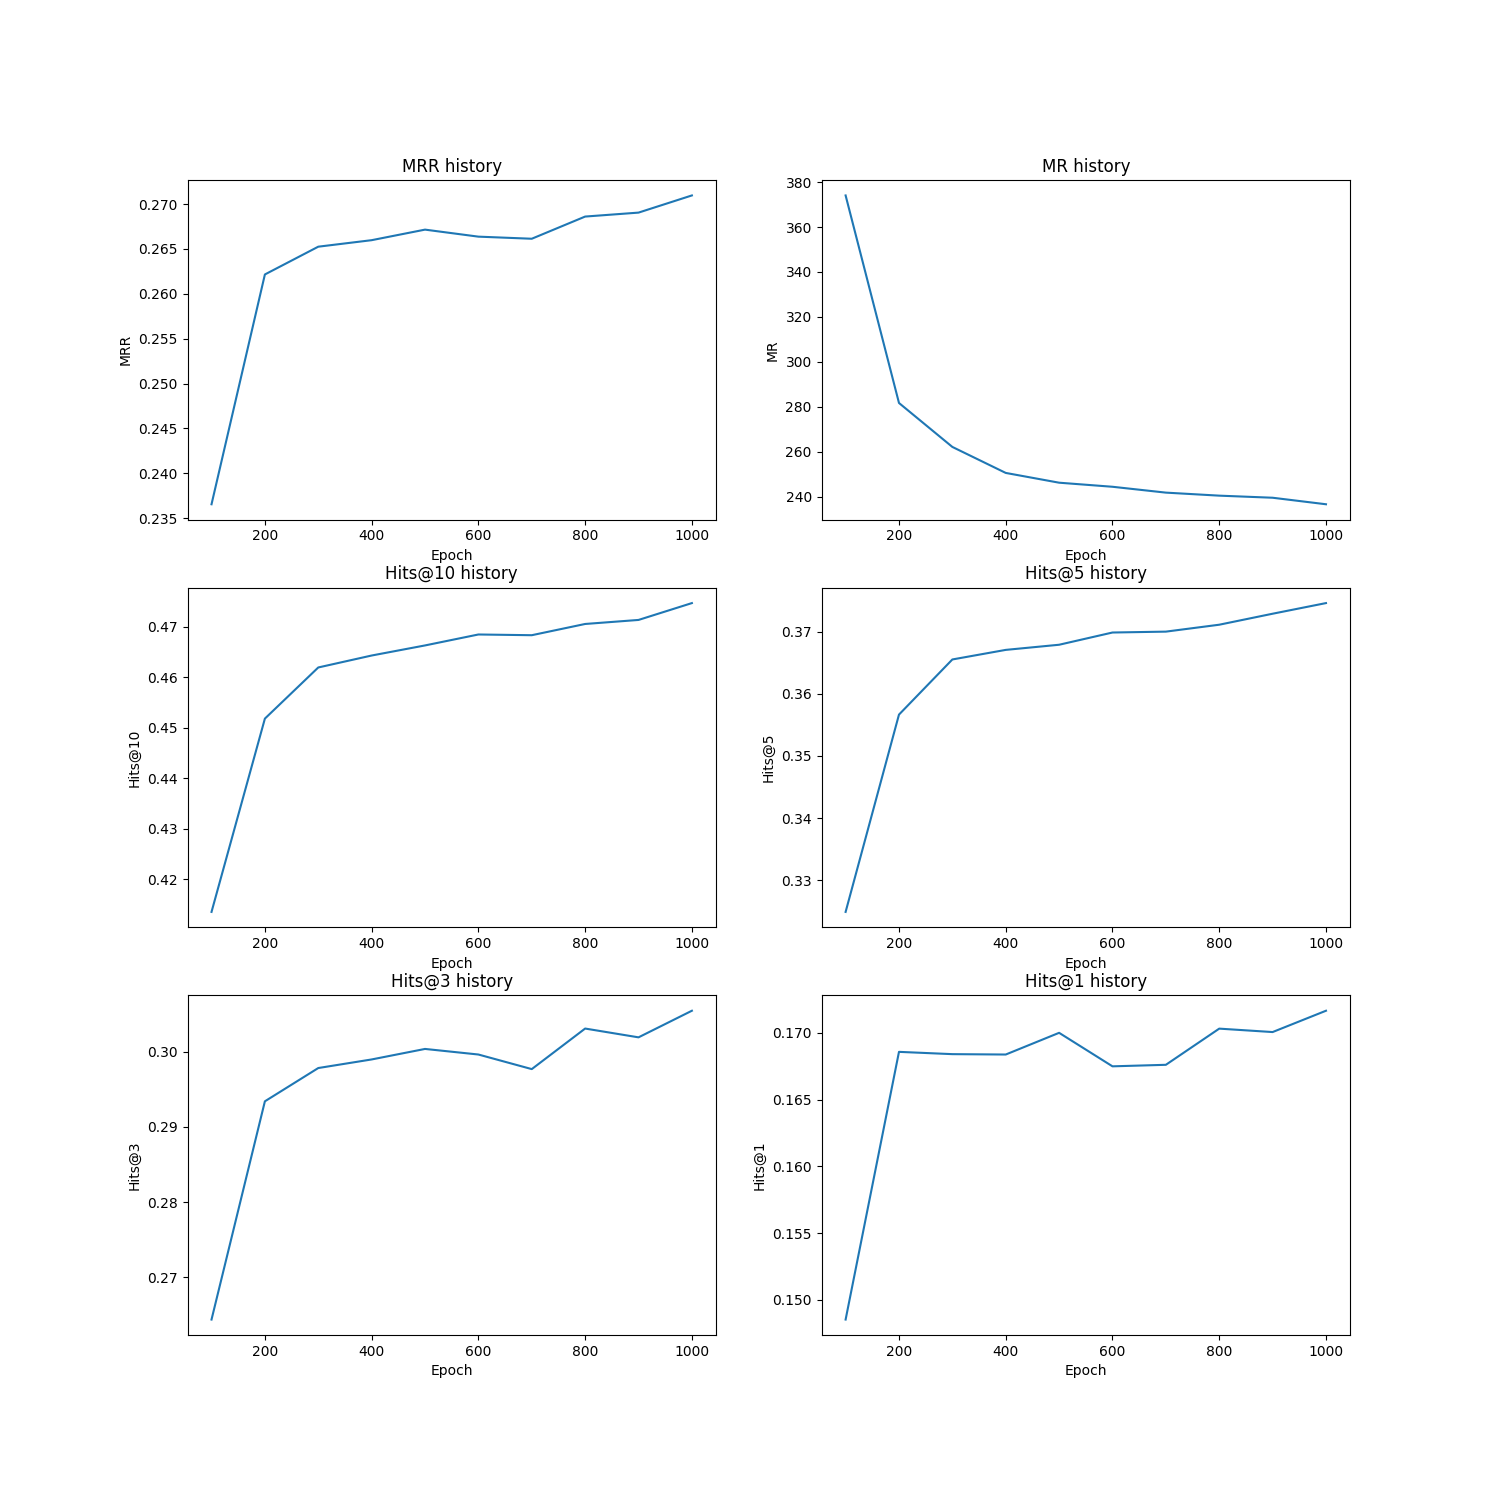 MRR history
0.270
0.265
0.260
0.255
0.250
0.245
0.240
0.235
MRR
200 400 600 800 1000
Epoch
MR history
380
360
340
320
300
280
260
240
MR
200 400 600 800 1000
Epoch
Hits@10 history
0.47
0.46
0.45
0.44
0.43
0.42
Hits@10
200 400 600 800 1000
Epoch
Hits@5 history
0.37
0.36
0.35
0.34
0.33
Hits@5
200 400 600 800 1000
Epoch
Hits@3 history
0.30
0.29
0.28
0.27
Hits@3
200 400 600 800 1000
Epoch
Hits@1 history
0.170
0.165
0.160
0.155
0.150
Hits@1
200 400 600 800 1000
Epoch